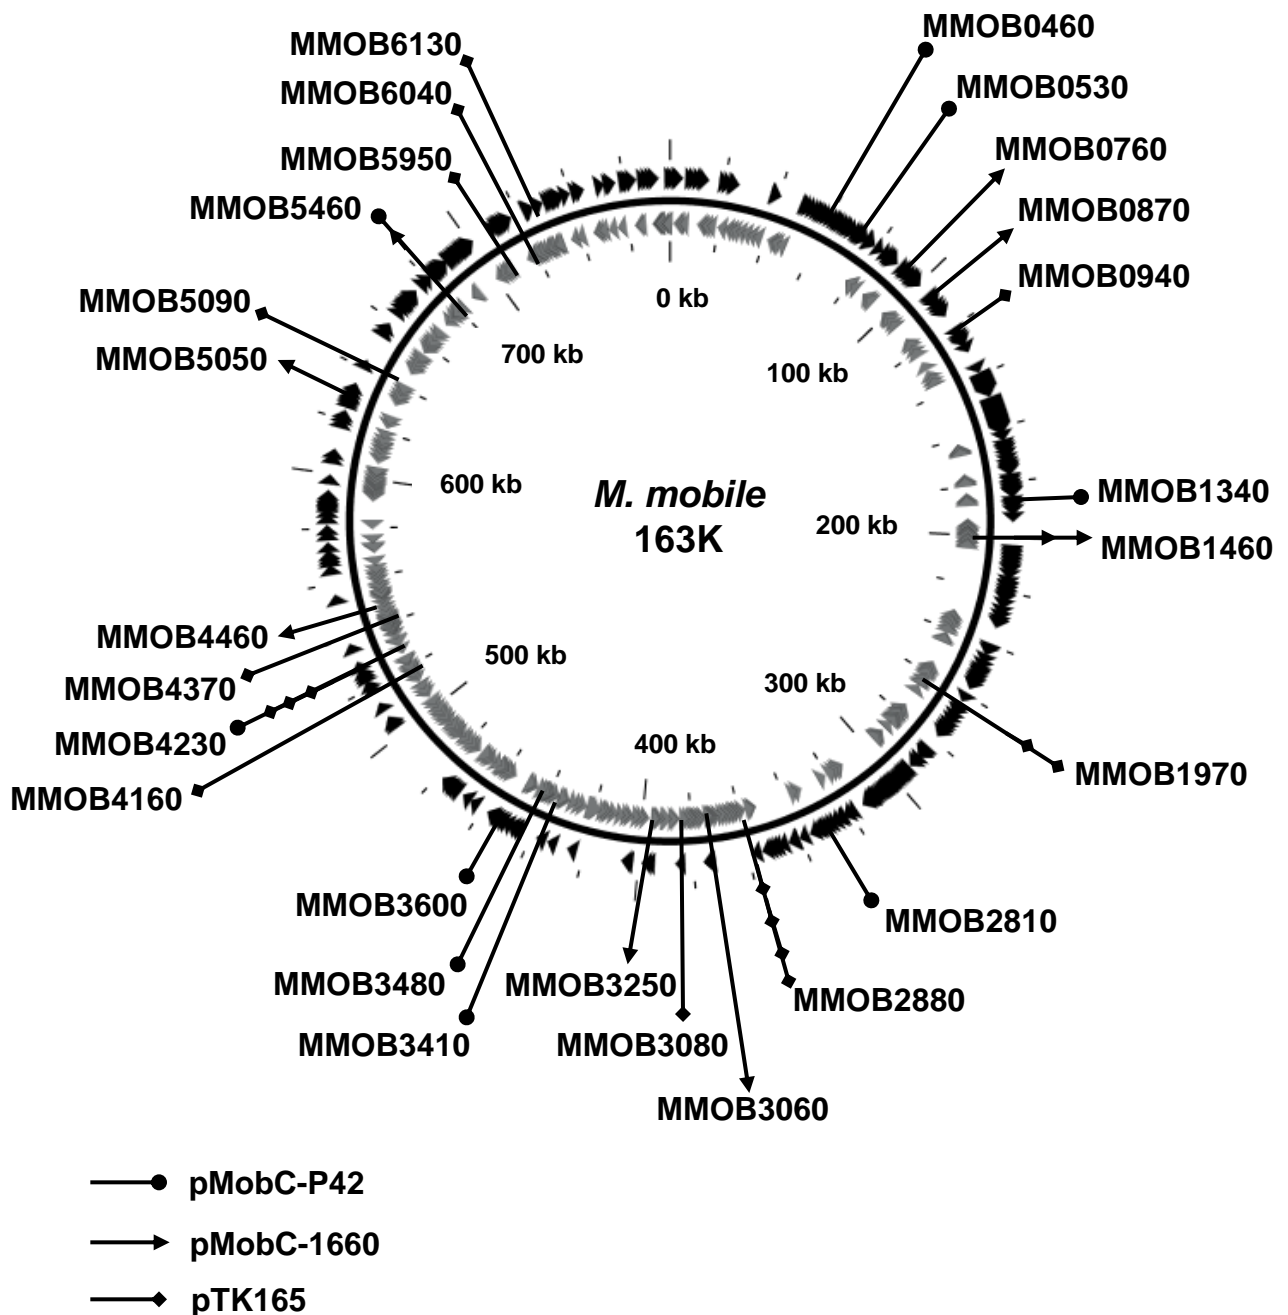 MMOB0460
MMOB6130
MMOB0530
MMOB6040
MMOB0760
MMOB5950
MMOB5460
MMOB0870
MMOB0940
MMOB5090
0 kb
MMOB5050
700 kb
100 kb
600 kb
M. mobile
163K
MMOB1340
200 kb
MMOB1460
MMOB4460
500 kb
MMOB4370
300 kb
MMOB4230
400 kb
MMOB1970
MMOB4160
MMOB3600
MMOB2810
MMOB3480
MMOB3250
MMOB2880
MMOB3410
MMOB3080
MMOB3060
pMobC-P42
pMobC-1660
pTK165